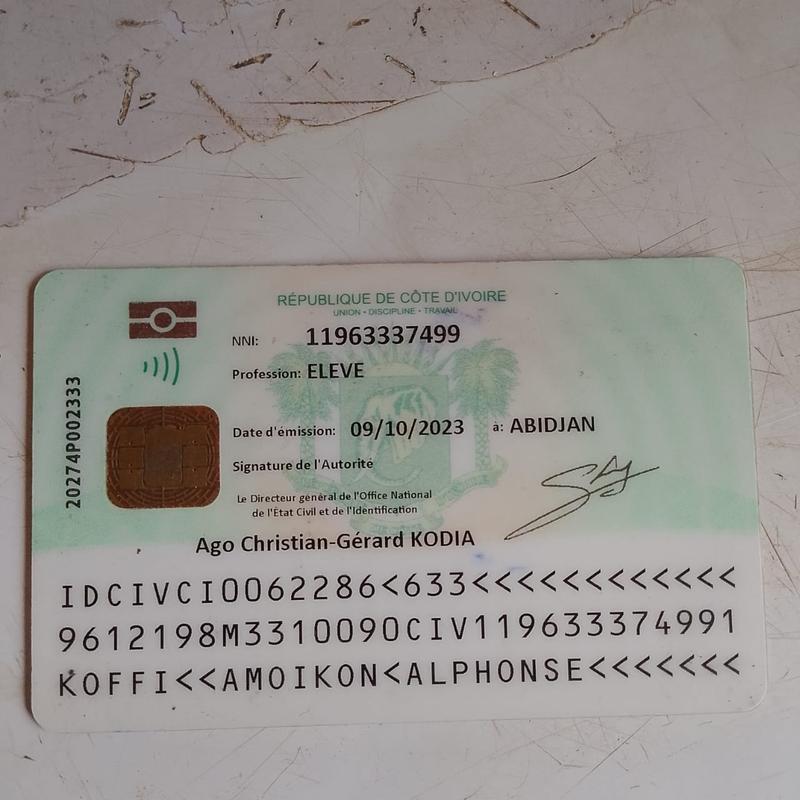 RÉPUBLIQUE DE CÔTE D'IVOIRE
UNION • DISCIPLINE • TRAVAIL
NNI: 11963337499
Profession: ELEVE
20274P002333
Date d'émission: 09/10/2023 à: ABIDJAN
Signature de l'Autorité
Le Directeur général de l'Office National
de l'État Civil et de l'Identification
Ago Christian-Gérard KODIA
IDCIVCI0062286<633<<<<<<<<<<<<
9612198M3310090CIV119633374991
KOFFI<<AMOIKON<ALPHONSE<<<<<<<